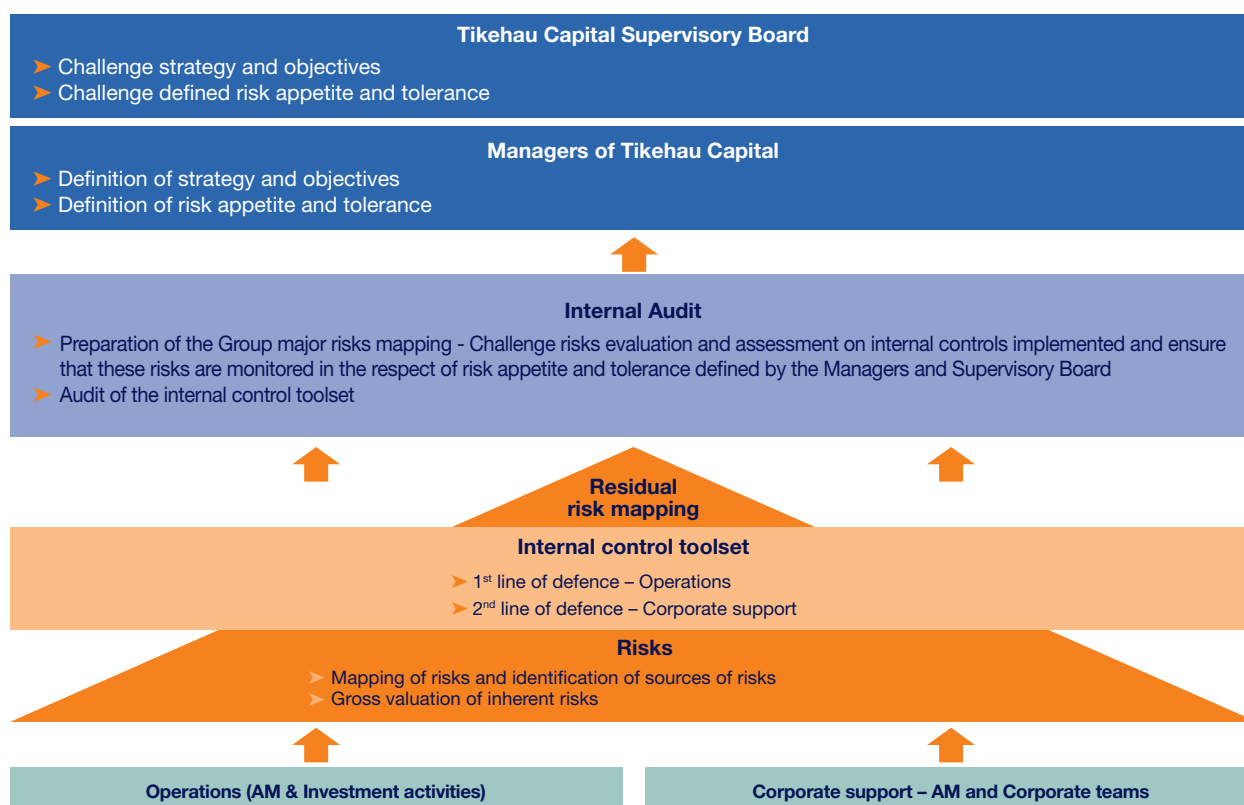 Tikehau Capital Supervisory Board
➤ Challenge strategy and objectives
➤ Challenge defined risk appetite and tolerance
Managers of Tikehau Capital
➤ Definition of strategy and objectives
➤ Definition of risk appetite and tolerance
Internal Audit
➤ Preparation of the Group major risks mapping - Challenge risks evaluation and assessment on internal controls implemented and ensure
that these risks are monitored in the respect of risk appetite and tolerance defined by the Managers and Supervisory Board
➤ Audit of the internal control toolset
Residual
risk mapping
Internal control toolset
➤ 1st line of defence – Operations
➤ 2nd line of defence – Corporate support
Risks
➤ Mapping of risks and identification of sources of risks
➤ Gross valuation of inherent risks
Operations (AM & Investment activities)
Corporate support – AM and Corporate teams